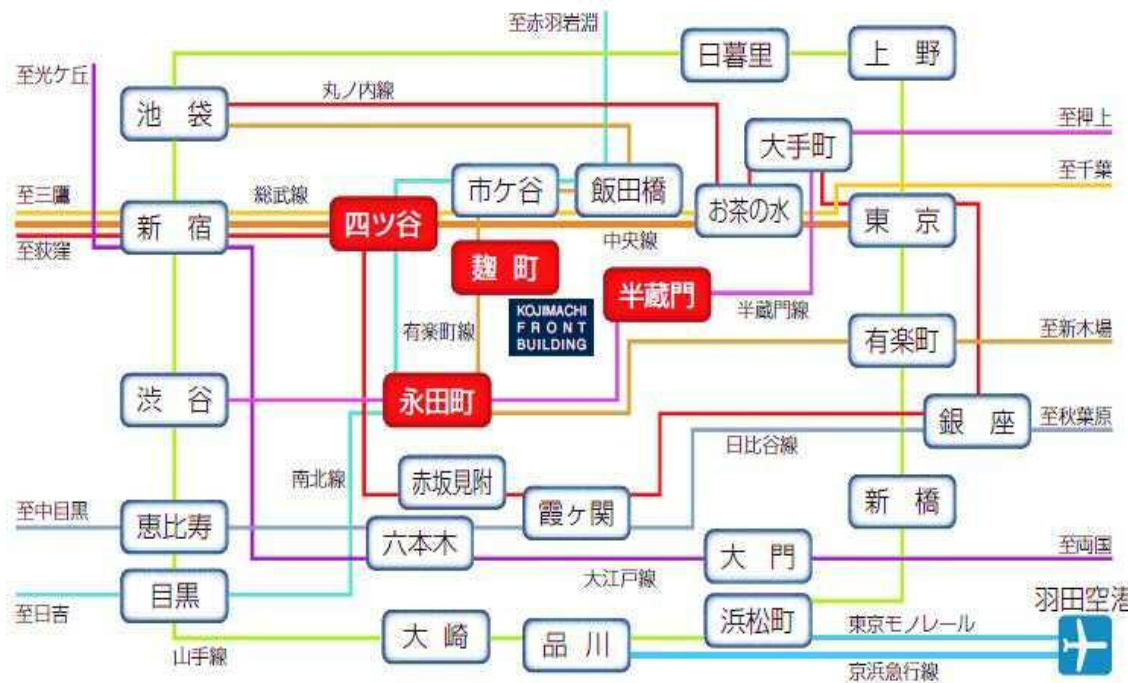 至赤羽岩淵
日暮里
上 野
至光ケ丘
池 袋
丸ノ内線
大手町
至押上
至三鷹
総武線
市ケ谷
飯田橋
至千葉
新 宿
四ツ谷
お茶の水
東 京
至荻窪
中央線
麹 町
半蔵門
半蔵門線
KOJIMACHI
FRONT
BUILDING
有楽町線
有楽町
至新木場
渋 谷
永田町
銀 座
至秋葉原
日比谷線
南北線
赤坂見附
新 橋
至中目黒
恵比寿
霞ヶ関
六本木
大 門
至両国
大江戸線
目黒
至日吉
浜松町
羽田空港
山手線
大 崎
品 川
東京モノレール
京浜急行線